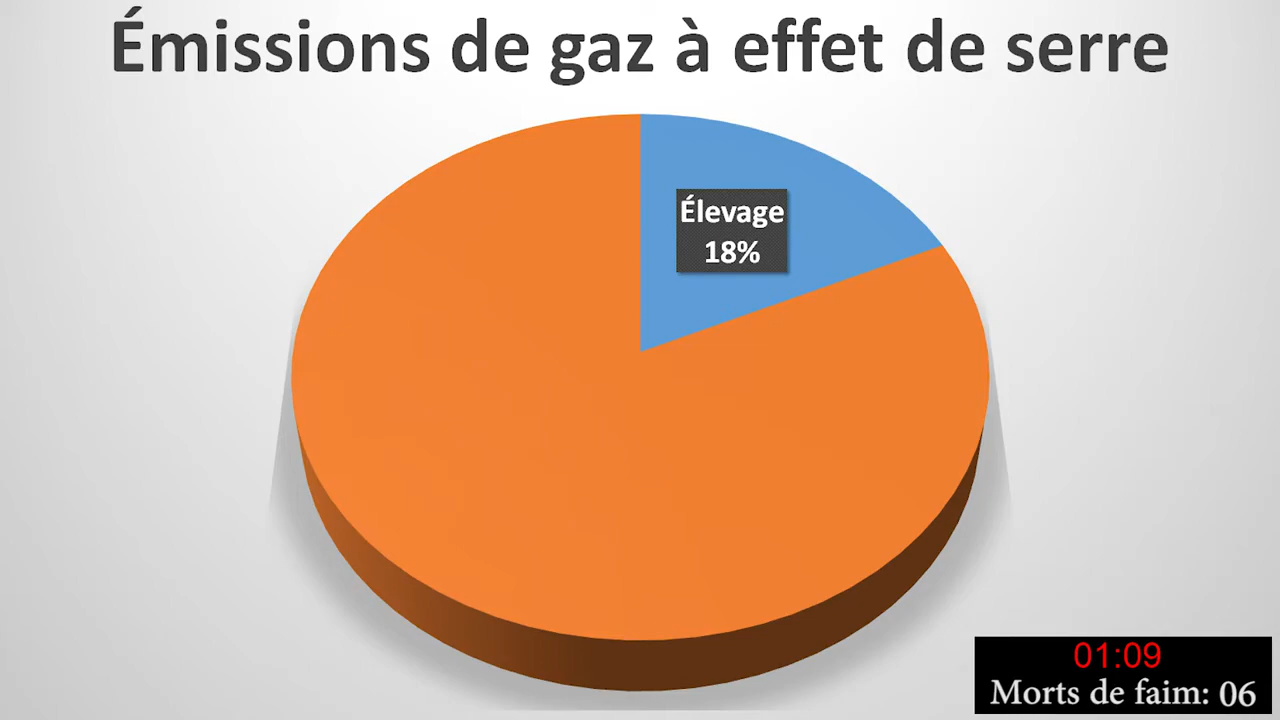 Émissions de gaz à effet de serre
Élevage
18%
01:09
Morts de faim: 06